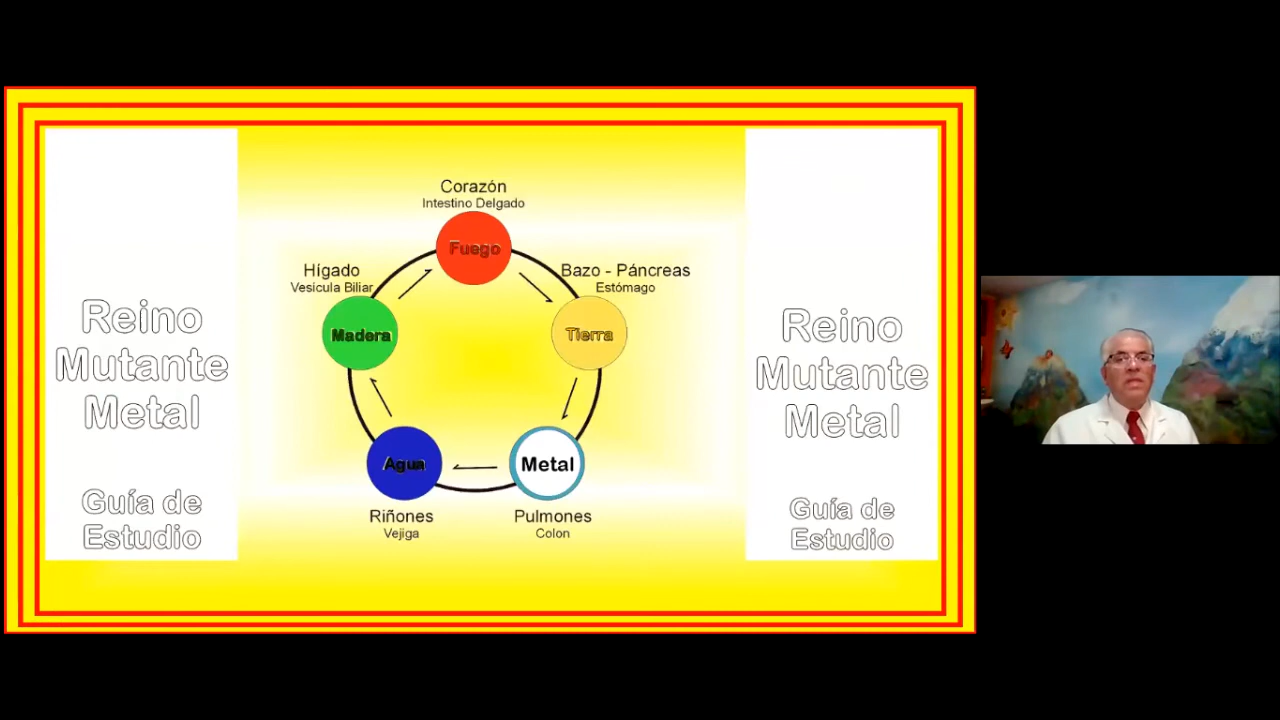 Reino
Mutante
Metal
Guía de
Estudio
Corazón
Intestino Delgado
Fuego
Hígado
Vesicula Biliar
Madera
Bazo - Páncreas
Estómago
Tierra
Agua
Riñones
Vejiga
Metal
Pulmones
Colon
Reino
Mutante
Metal
Guía de
Estudio